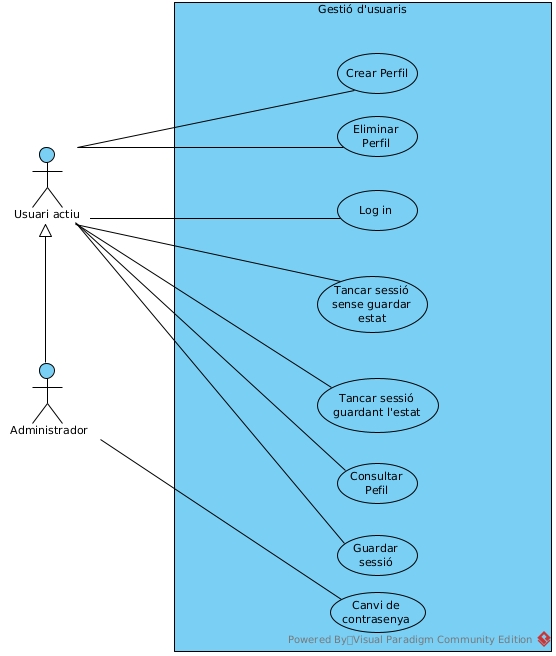 Gestió d'usuaris
Crear Perfil
Eliminar
Perfil
Usuari actiu
Log in
Tancar sessió
sense guardar
estat
Tancar sessió
guardant l'estat
Administrador
Consultar
Pefil
Guardar
sessió
Canvi de
contrasenya
Powered By Visual Paradigm Community Edition